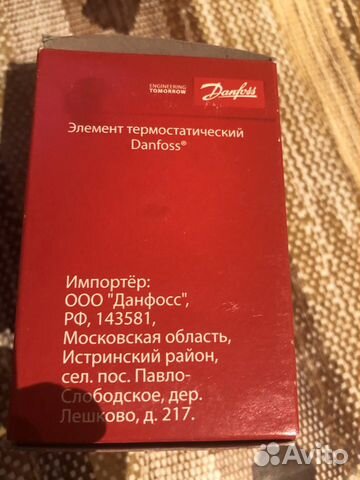 ENGINEERING
TOMORROW
Danfoss
Элемент термостатический
Danfoss®
Импортёр:
ООО "Данфосс",
РФ, 143581,
Московская область,
Истринский район,
сел. пос. Павло-
Слободское, дер.
Лешково, д. 217.
Avito